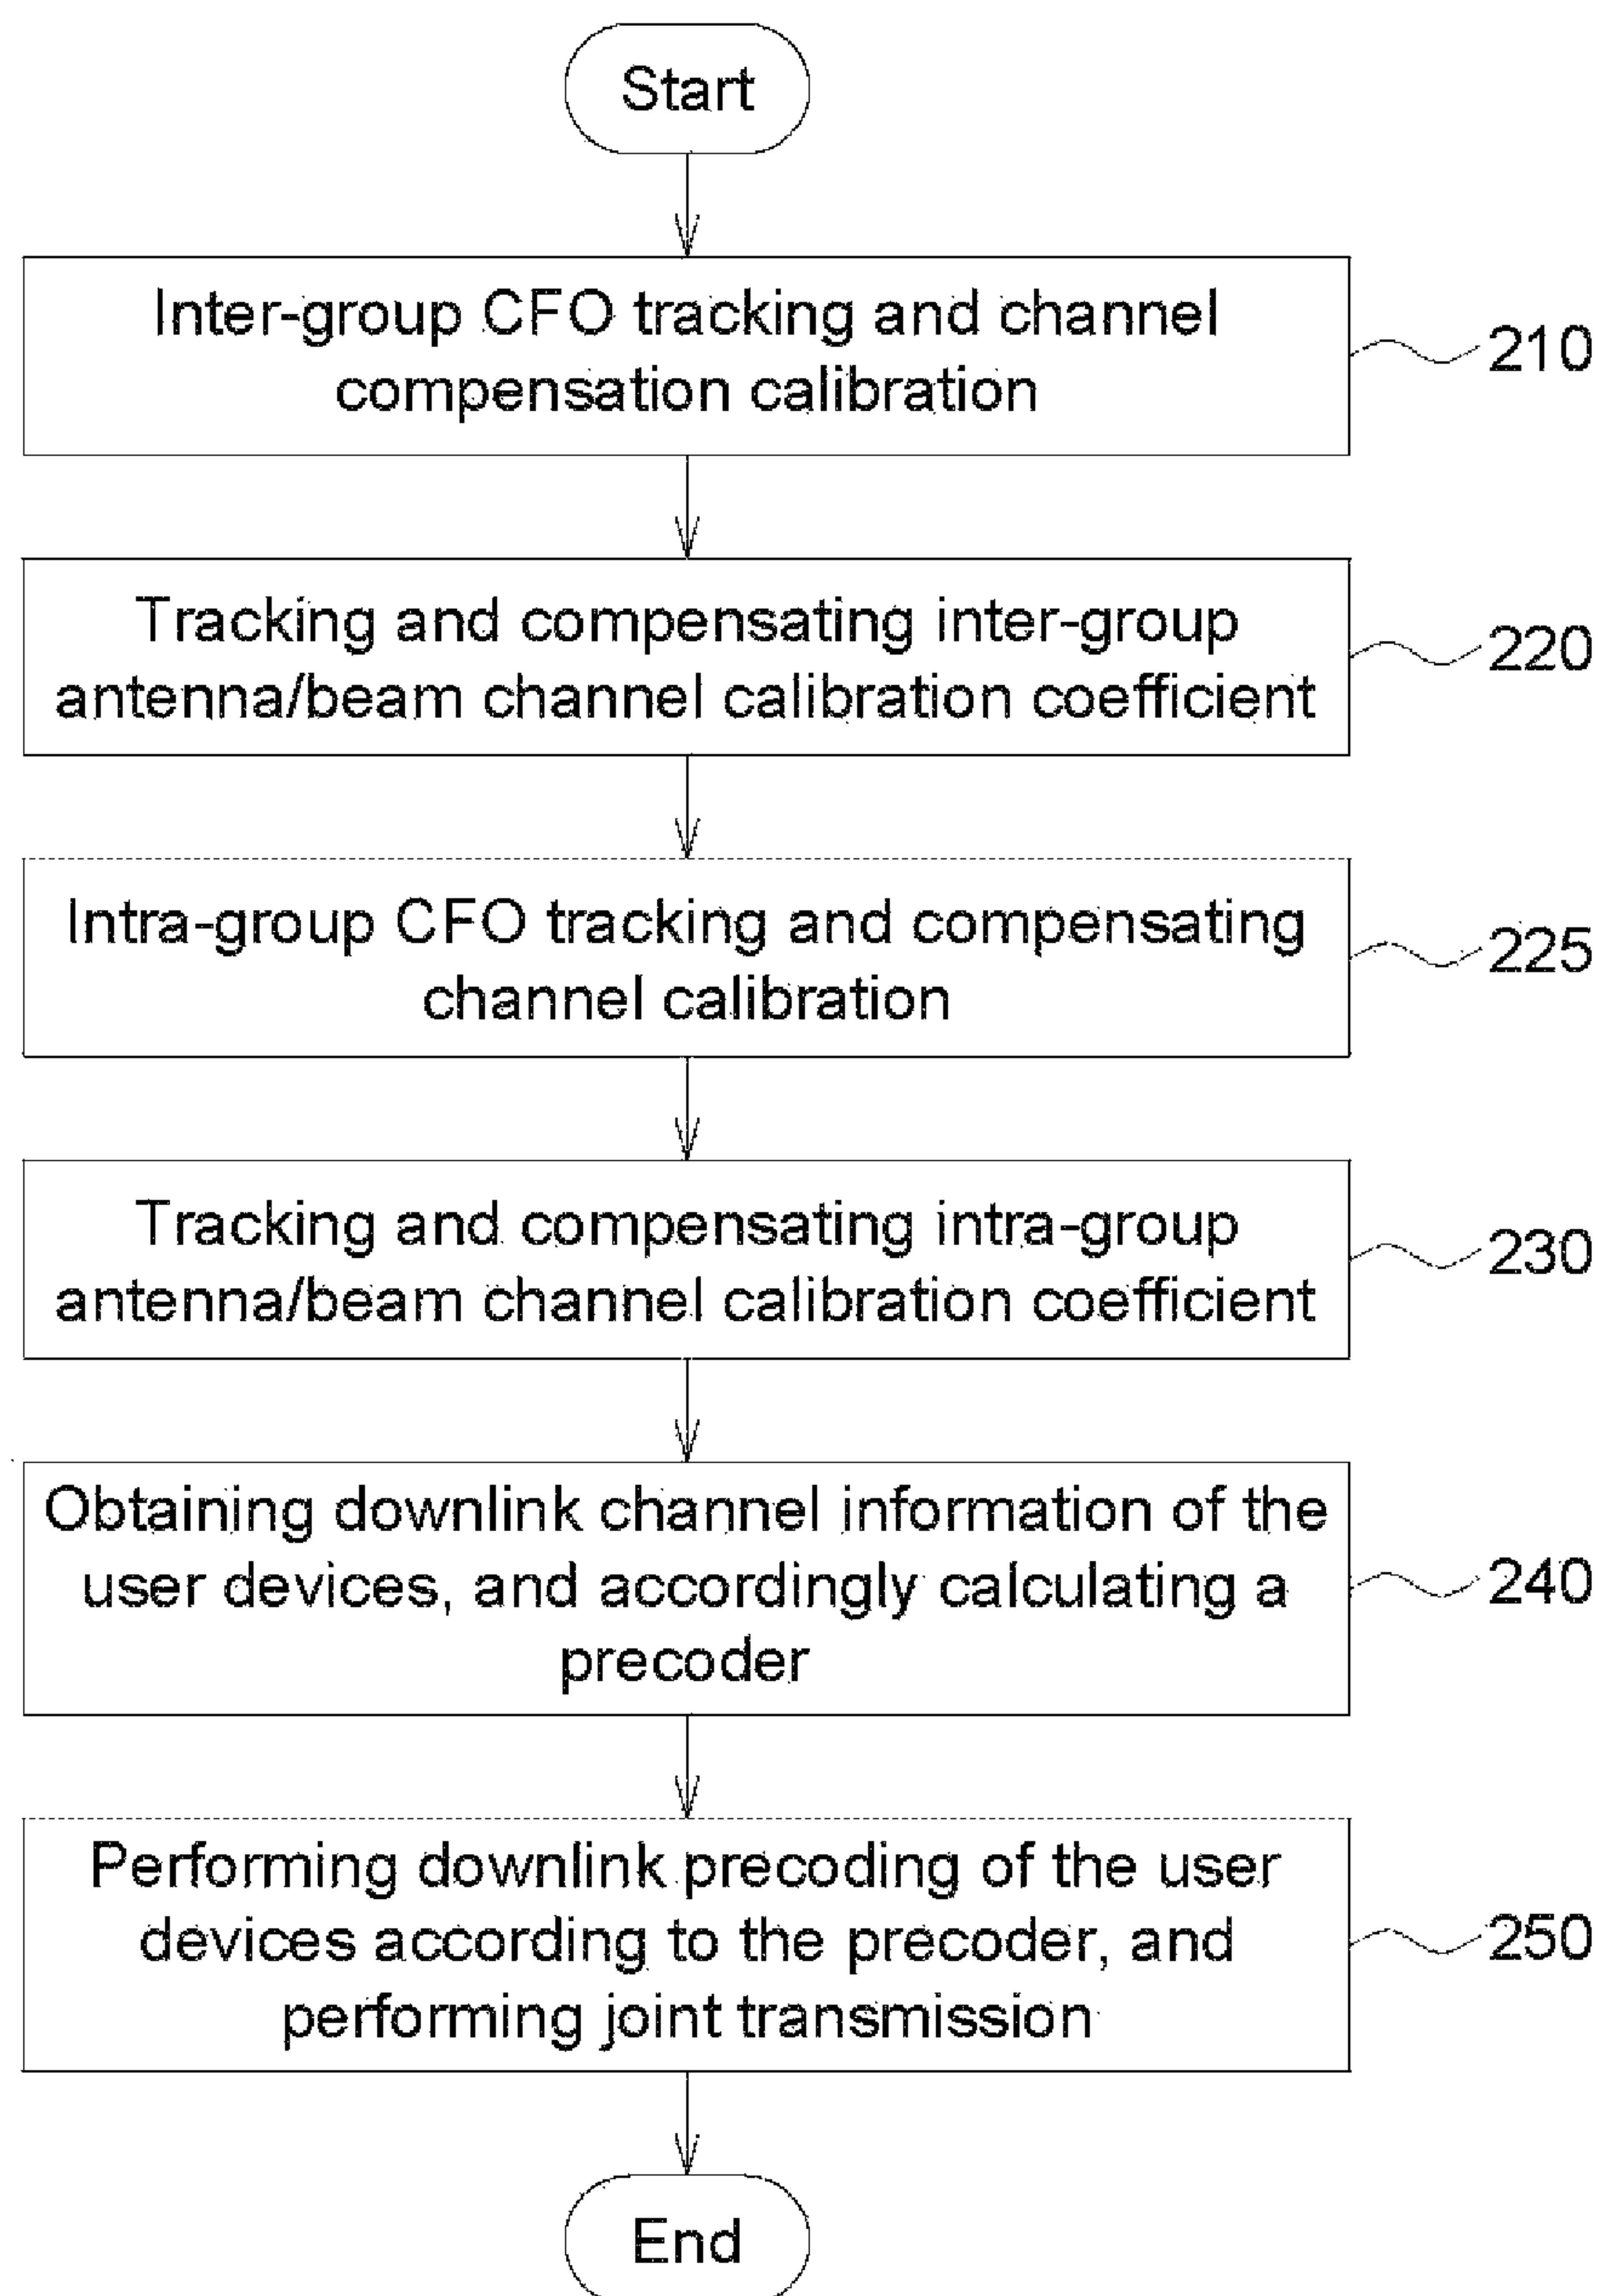 Start
Inter-group CFO tracking and channel
compensation calibration
210
Tracking and compensating inter-group
antenna/beam channel calibration coefficient
220
Intra-group CFO tracking and compensating
channel calibration
225
Tracking and compensating intra-group
antenna/beam channel calibration coefficient
230
Obtaining downlink channel information of the
user devices, and accordingly calculating a
precoder
240
Performing downlink precoding of the user
devices according to the precoder, and
performing joint transmission
250
End